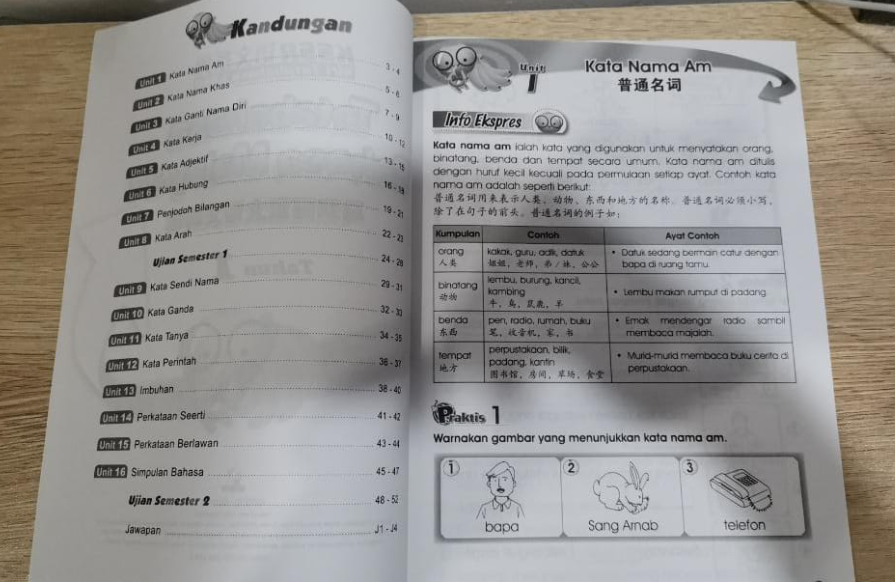 Kandungan
Unit 1 Kata Nama Am 3 - 4
Unit 2 Kata Nama Khas 5 - 6
Unit 3 Kata Ganti Nama Diri 7 - 9
Unit 4 Kata Kerja 10 - 12
Unit 5 Kata Adjektif 13 - 15
Unit 6 Kata Hubung 16 - 18
Unit 7 Penjodoh Bilangan 19 - 21
Unit 8 Kata Arah 22 - 23
Ujian Semester 1 24 - 28
Unit 9 Kata Sendi Nama 29 - 31
Unit 10 Kata Ganda 32 - 33
Unit 11 Kata Tanya 34 - 35
Unit 12 Kata Perintah 36 - 37
Unit 13 Imbuhan 38 - 40
Unit 14 Perkataan Seerti 41 - 42
Unit 15 Perkataan Berlawan 43 - 44
Unit 16 Simpulan Bahasa 45 - 47
Ujian Semester 2 48 - 52
Jawapan J1 - J4
Unit 1 Kata Nama Am
普通名词
Info Ekspres
Kata nama am ialah kata yang digunakan untuk menyatakan orang,
binatang, benda dan tempat secara umum. Kata nama am ditulis
dengan huruf kecil kecuali pada permulaan setiap ayat. Contoh kata
nama am adalah seperti berikut:
普通名词用来表示人类、动物、东西和地方的名称。普通名词必须小写，
除了在句子的前头。普通名词的例子如：
Kumpulan Contoh Ayat Contoh
orang kakak, guru, adik, datuk • Datuk sedang bermain catur dengan
人类 姐姐，老师，弟／妹，公公 bapa di ruang tamu.
binatang lembu, burung, kancil,
动物 kambing • Lembu makan rumput di padang.
牛，鸟，鼠鹿，羊
benda pen, radio, rumah, buku • Emak mendengar radio sambil
东西 笔，收音机，家，书 membaca majalah.
tempat perpustakaan, bilik,
地方 padang, kantin • Murid-murid membaca buku cerita di
图书馆，房间，草场，食堂 perpustakaan.
Praktis 1
Warnakan gambar yang menunjukkan kata nama am.
1 2 3
bapa Sang Arnab telefon